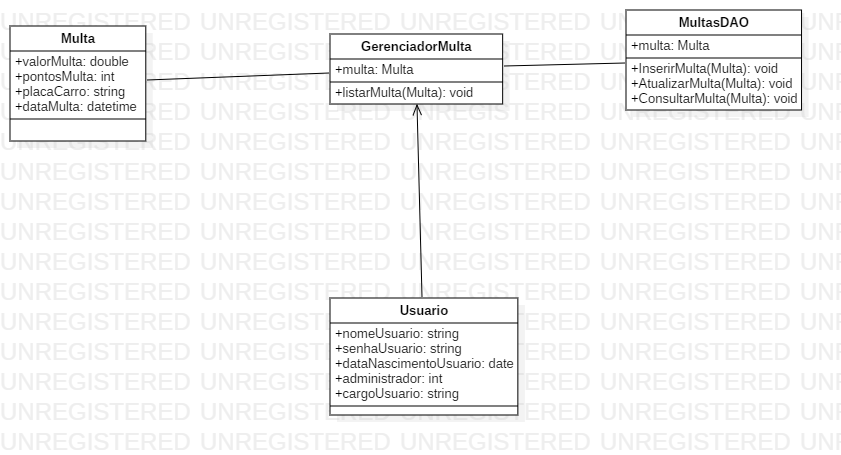 Multa
+valorMulta: double
+pontosMulta: int
+placaCarro: string
+dataMulta: datetime
GerenciadorMulta
+multa: Multa
+listarMulta(Multa): void
MultasDAO
+multa: Multa
+InserirMulta(Multa): void
+AtualizarMulta(Multa): void
+ConsultarMulta(Multa): void
Usuario
+nomeUsuario: string
+senhaUsuario: string
+dataNascimentoUsuario: date
+administrador: int
+cargoUsuario: string
UNREGISTERED UNREGISTERED UNREGISTERED UNREGISTERED